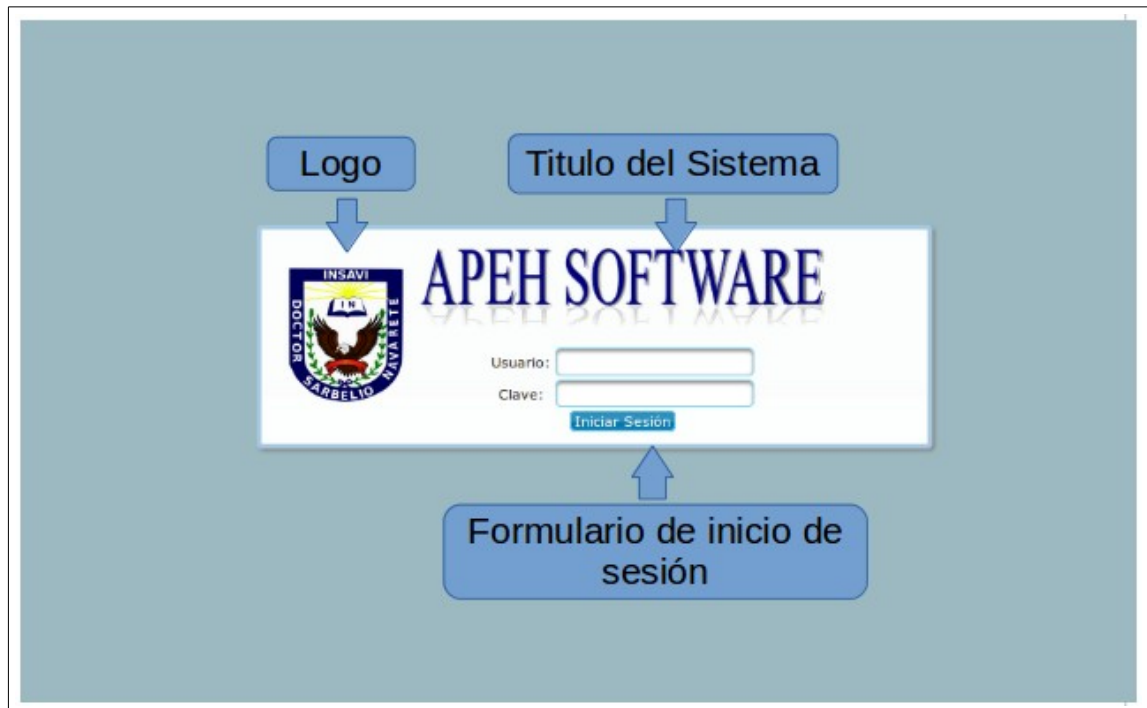 Logo
Titulo del Sistema
APEH SOFTWARE
INSAVI
IN
DOCTOR
SARBELIO
NAVARETE
Usuario:
Clave:
Iniciar Sesión
Formulario de inicio de
sesión